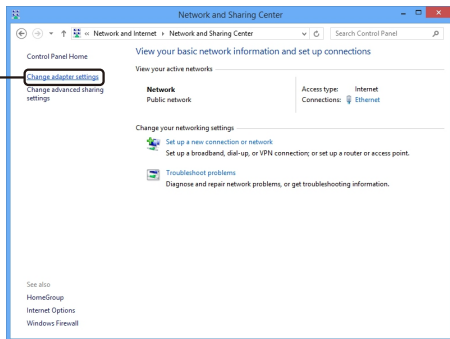 Network and Sharing Center
« Network and Internet Network and Sharing Center
Search Control Panel
Control Panel Home
Change adapter settings
Change advanced sharing
settings
View your basic network information and set up connections
View your active networks
Network
Public network
Access type: Internet
Connections: Ethernet
Change your networking settings
Set up a new connection or network
Set up a broadband, dial-up, or VPN connection; or set up a router or access point.
Troubleshoot problems
Diagnose and repair network problems, or get troubleshooting information.
See also
HomeGroup
Internet Options
Windows Firewall